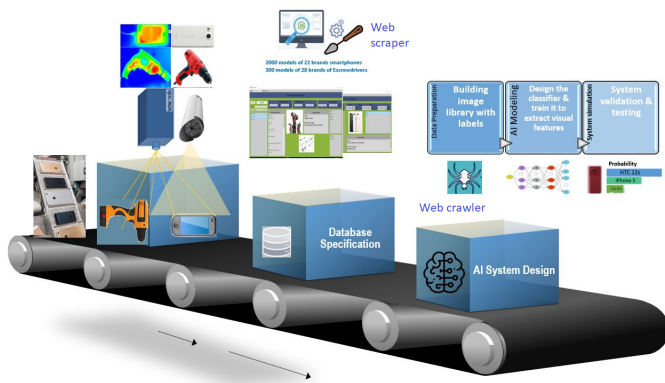 Web
scraper
2000 models of 22 brands smartphones
300 models of 28 brands of Escrewdrivers
Data Preparation
Building
image
library with
labels
AI Modeling
Design the
classifier &
train it to
extract visual
features
System simulation
System
validation &
testing
Probability
HTC 12s
iPhone 5
Web crawler
Database
Specification
AI System Design